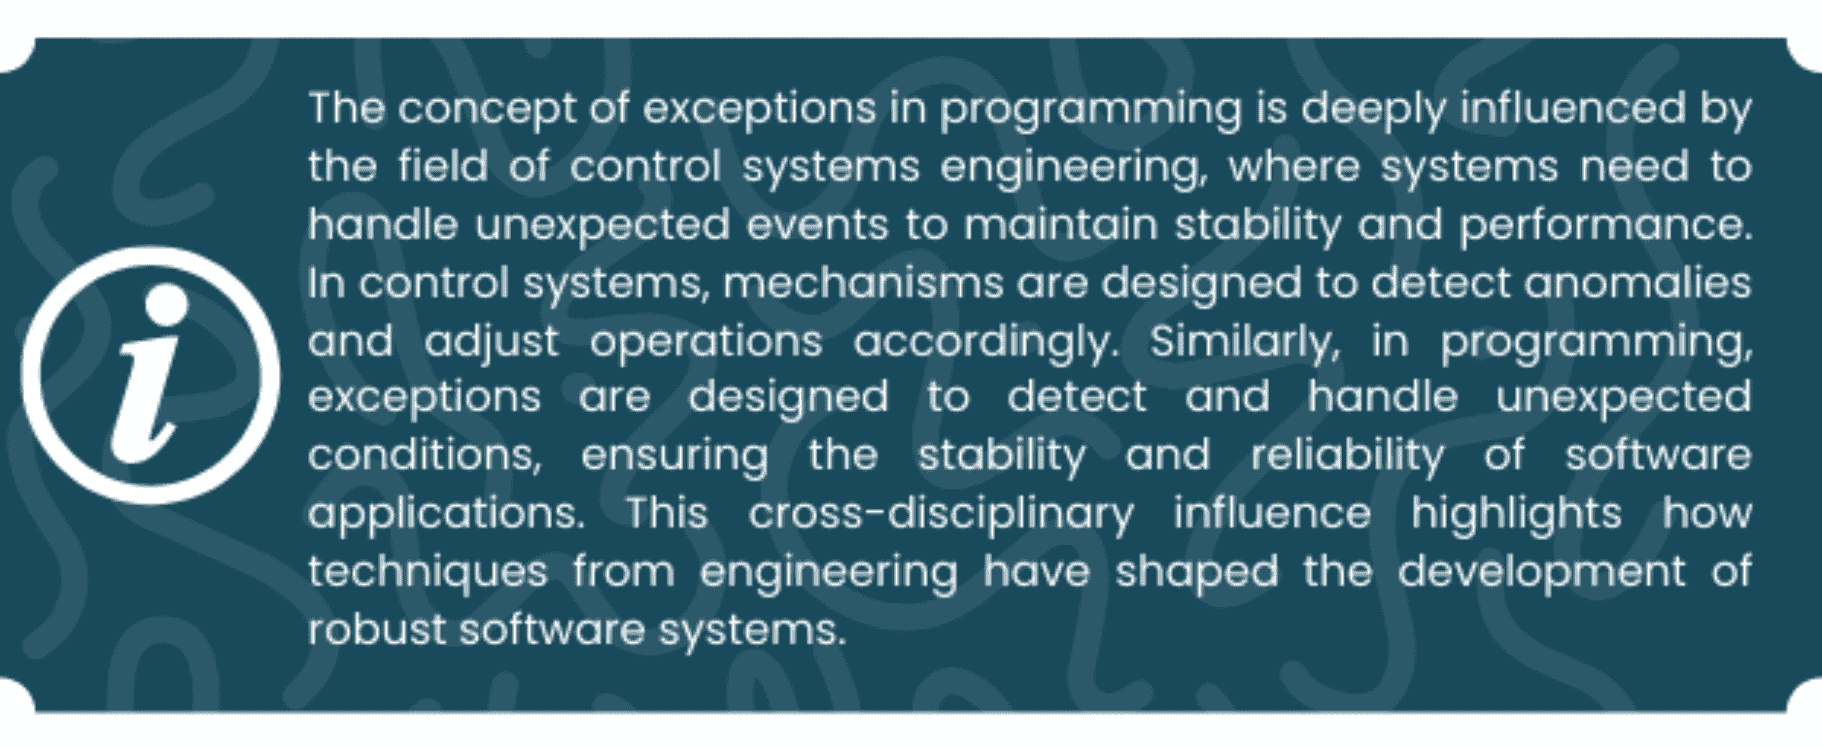 The concept of exceptions in programming is deeply influenced by
the field of control systems engineering, where systems need to
handle unexpected events to maintain stability and performance.
In control systems, mechanisms are designed to detect anomalies
and adjust operations accordingly. Similarly, in programming,
exceptions are designed to detect and handle unexpected
conditions, ensuring the stability and reliability of software
applications. This cross-disciplinary influence highlights how
techniques from engineering have shaped the development of
robust software systems.